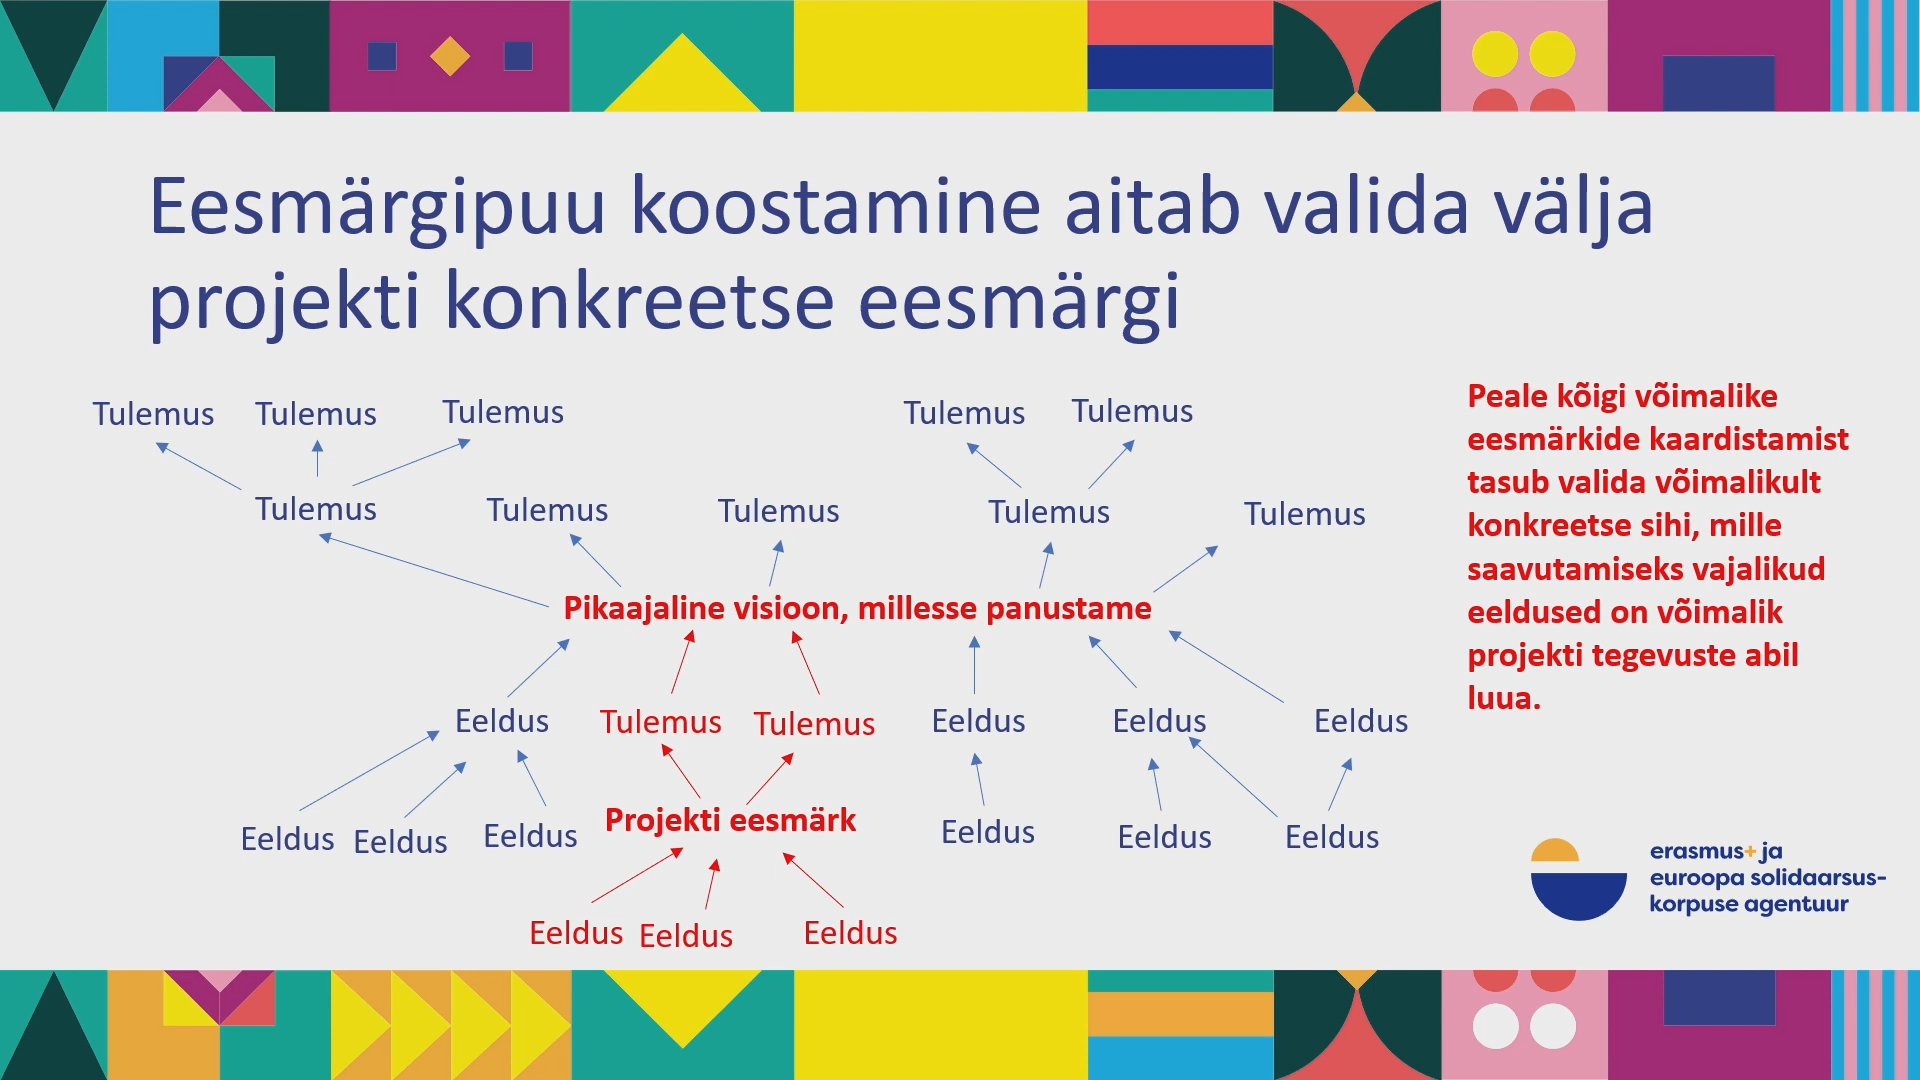 Eesmärgipuu koostamine aitab valida välja
projekti konkreetse eesmärgi
Tulemus Tulemus Tulemus Tulemus Tulemus
Tulemus Tulemus Tulemus Tulemus Tulemus
Pikaajaline visioon, millesse panustame
Eeldus Tulemus Tulemus Eeldus Eeldus Eeldus
Eeldus Eeldus Eeldus Projekti eesmärk Eeldus Eeldus Eeldus
Eeldus Eeldus Eeldus
Peale kõigi võimalike
eesmärkide kaardistamist
tasub valida võimalikult
konkreetse sihi, mille
saavutamiseks vajalikud
eeldused on võimalik
projekti tegevuste abil
luua.
erasmus+ ja
euroopa solidaarsus-
korpuse agentuur